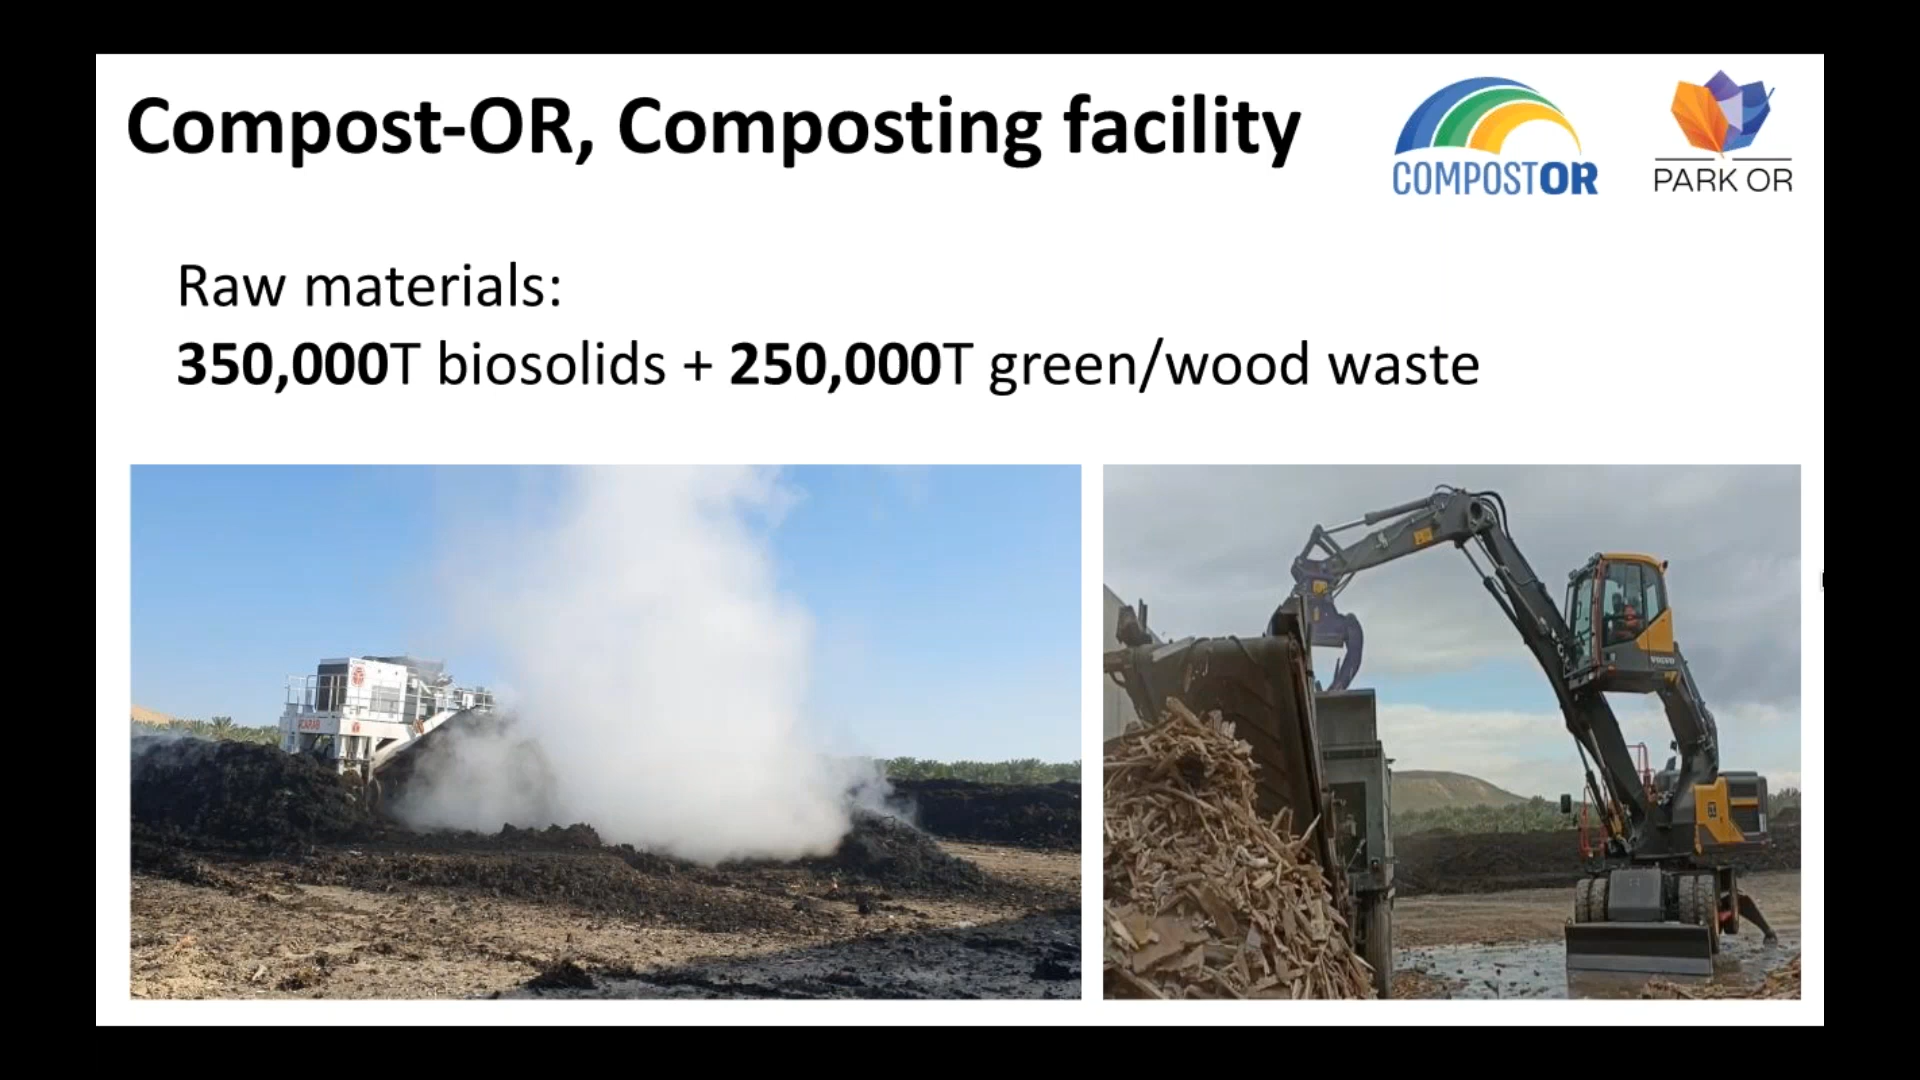 Compost-OR, Composting facility
COMPOSTOR
PARK OR
Raw materials:
350,000T biosolids + 250,000T green/wood waste
VOLVO